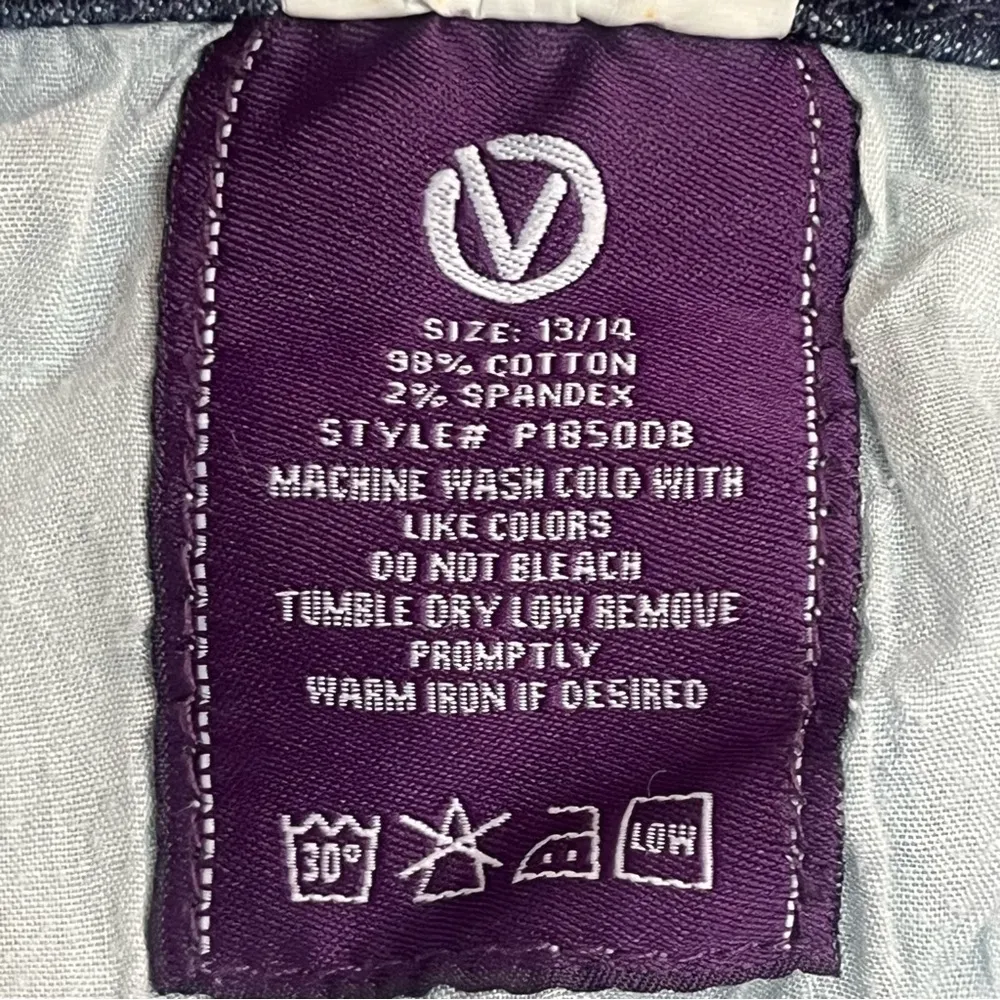 V
SIZE: 13/14
98% COTTON
2% SPANDEX
STYLE# P1850DB
MACHINE WASH COLD WITH
LIKE COLORS
DO NOT BLEACH
TUMBLE DRY LOW REMOVE
PROMPTLY
WARM IRON IF DESIRED
30° LOW